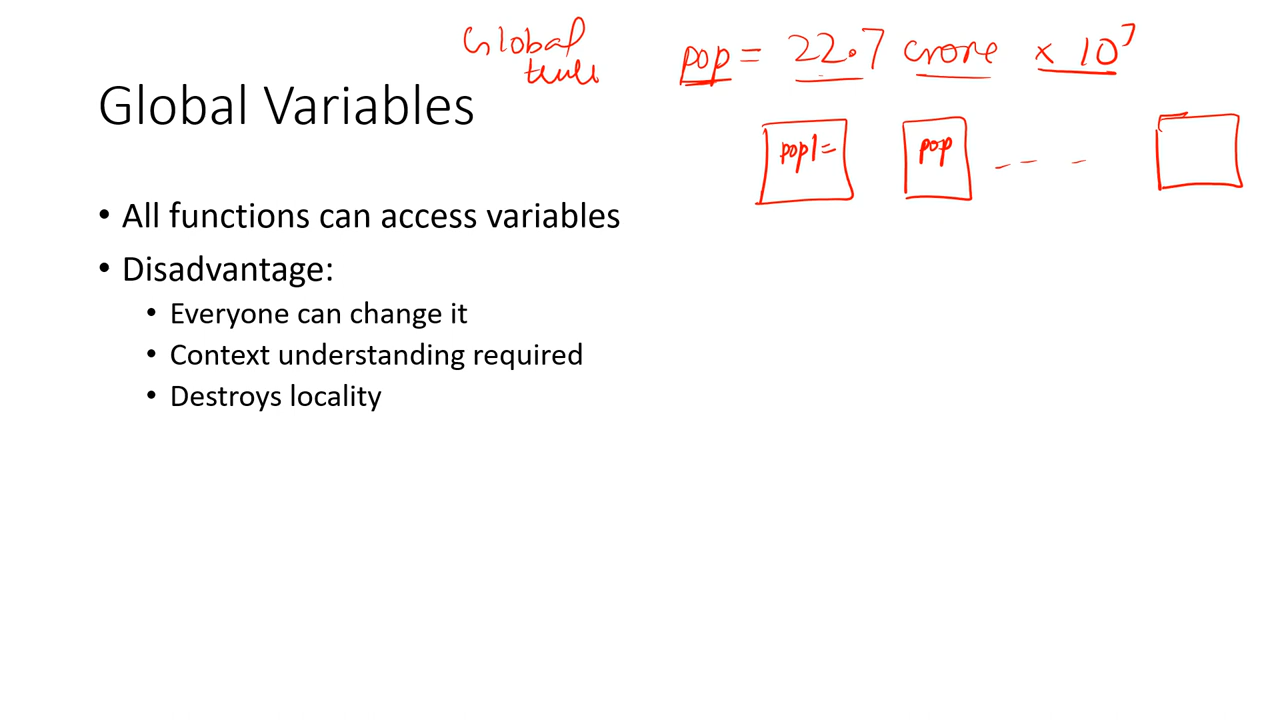 Global
pop = 22.7 crore × 10⁷
Global Variables
pop1=
pop
• All functions can access variables
• Disadvantage:
• Everyone can change it
• Context understanding required
• Destroys locality